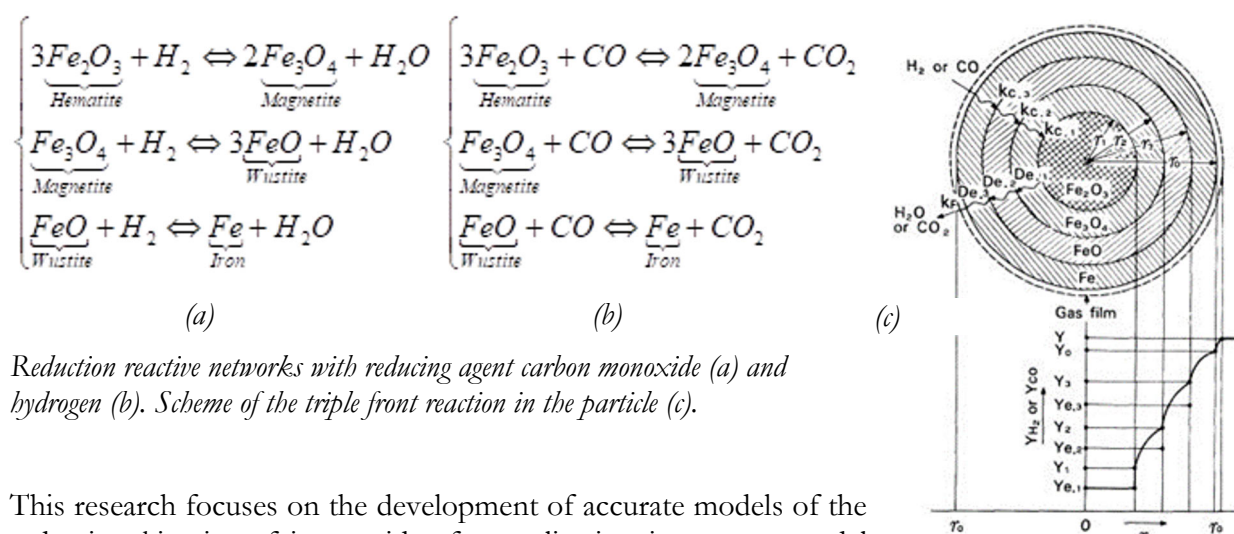 3Fe₂O₃ + H₂ ⇔ 2Fe₃O₄ + H₂O
Hematite Magnetite
Fe₃O₄ + H₂ ⇔ 3FeO + H₂O
Magnetite Wustite
FeO + H₂ ⇔ Fe + H₂O
Wustite Iron
(a)
3Fe₂O₃ + CO ⇔ 2Fe₃O₄ + CO₂
Hematite Magnetite
Fe₃O₄ + CO ⇔ 3FeO + CO₂
Magnetite Wustite
FeO + CO ⇔ Fe + CO₂
Wustite Iron
(b)
H₂ or CO
kc,3
kc,2
kc,1
r₁ r₂ r₃
r₀
De,1
De,2
De,3
kF
H₂O
or CO₂
Fe₂O₃
Fe₃O₄
FeO
Fe
Gas film
(c)
Y
Y₀
Y₃
Ye,3
Y₂
Ye,2
Y₁
Ye,1
YH₂ or YCO
r₀ 0 r₀
Reduction reactive networks with reducing agent carbon monoxide (a) and
hydrogen (b). Scheme of the triple front reaction in the particle (c).
This research focuses on the development of accurate models of the